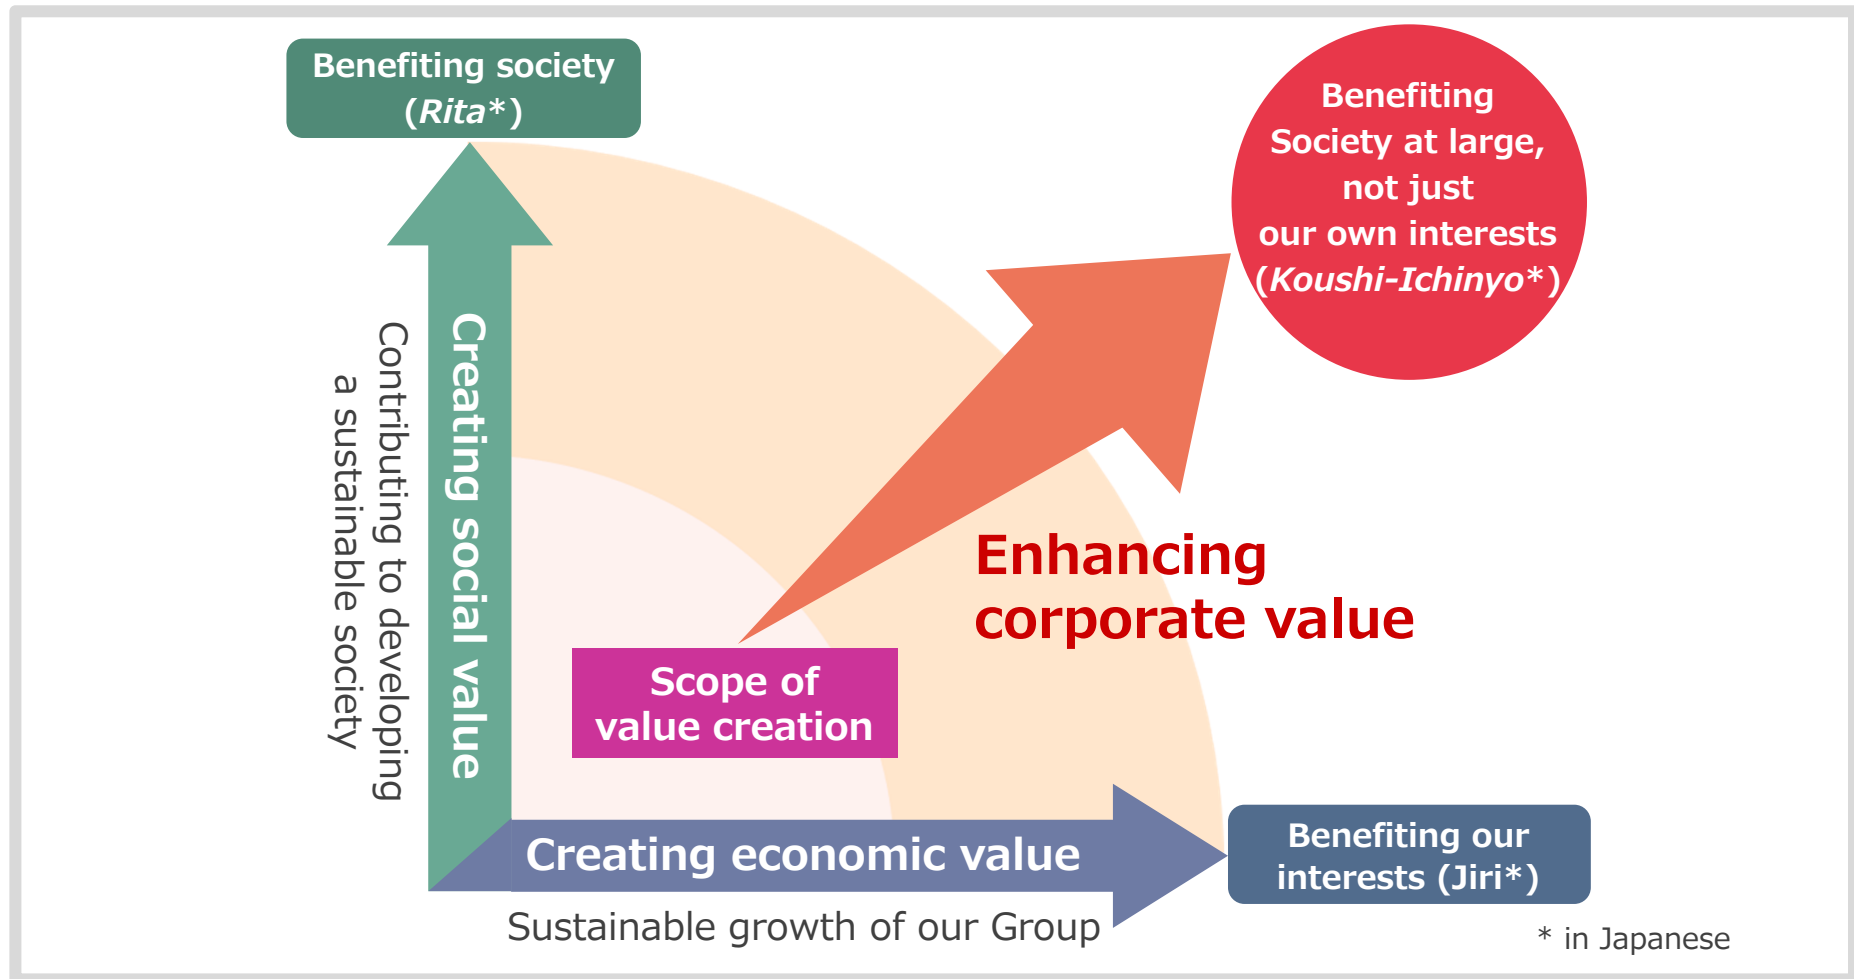 Benefiting society
(Rita*)
Benefiting
Society at large,
not just
our own interests
(Koushi-Ichinyo*)
Creating social value
Contributing to developing
a sustainable society
Enhancing
corporate value
Scope of
value creation
Creating economic value
Sustainable growth of our Group
Benefiting our
interests (Jiri*)
* in Japanese